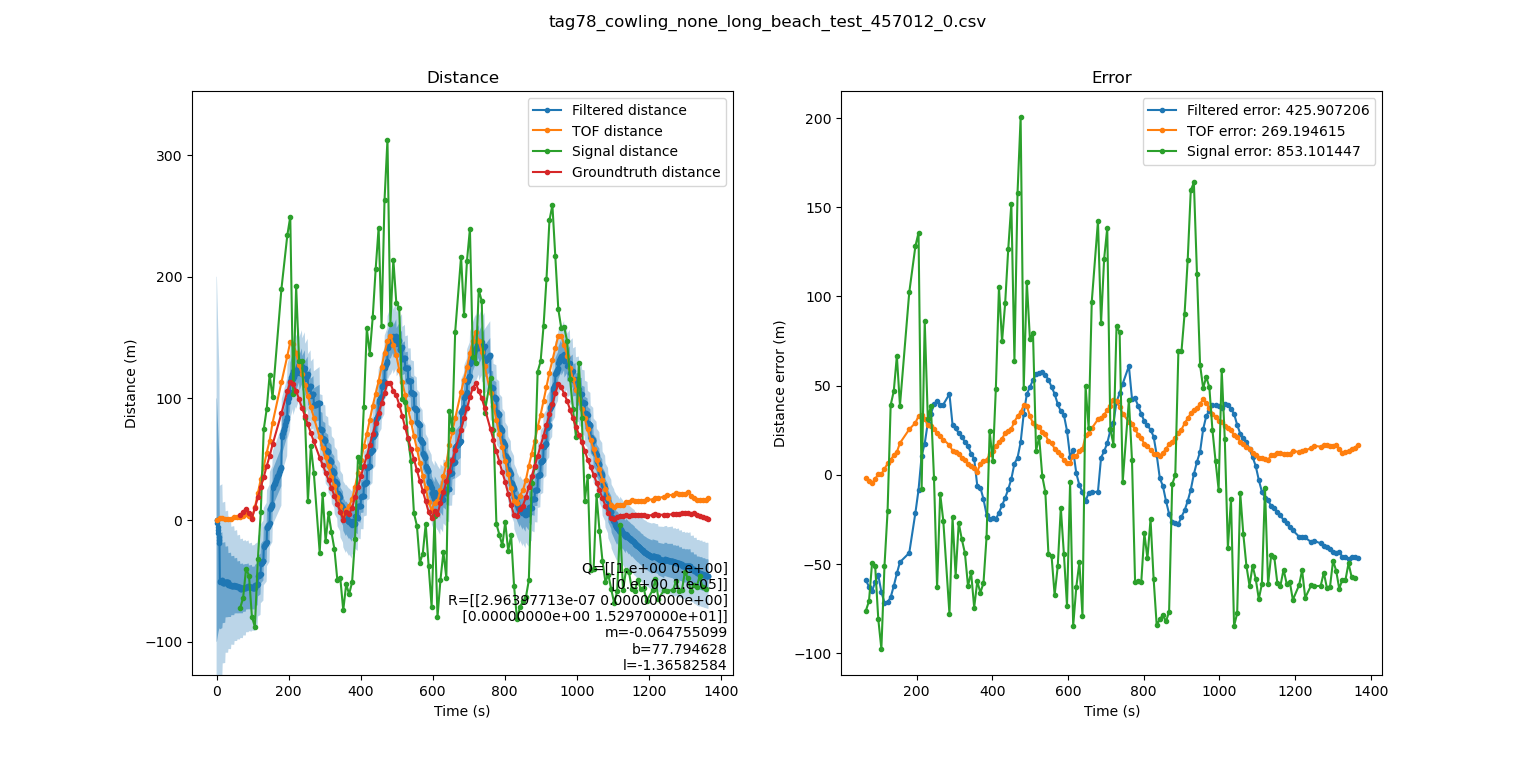 tag78_cowling_none_long_beach_test_457012_0.csv
Distance
Filtered distance
TOF distance
Signal distance
Groundtruth distance
Distance (m)
300
200
100
0
−100
Q=[[1.e+00 0.e+00]
[0.e+00 1.e-05]]
R=[[2.96397713e-07 0.00000000e+00]
[0.00000000e+00 1.52970000e+01]]
m=-0.064755099
b=77.794628
l=-1.36582584
0 200 400 600 800 1000 1200 1400
Time (s)
Error
Filtered error: 425.907206
TOF error: 269.194615
Signal error: 853.101447
Distance error (m)
200
150
100
50
0
−50
−100
200 400 600 800 1000 1200 1400
Time (s)